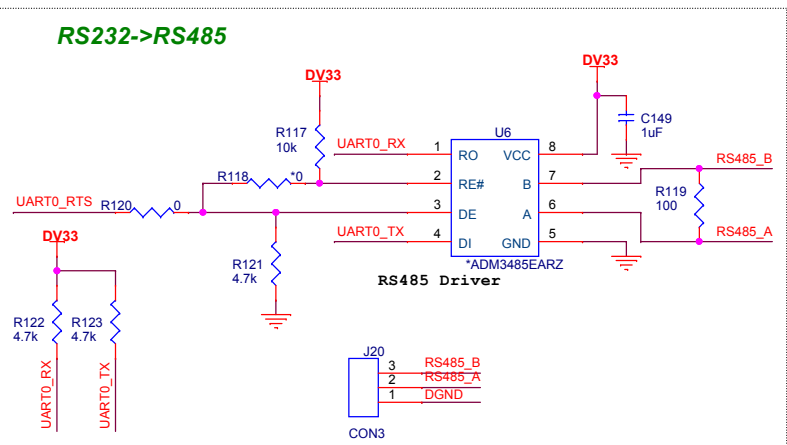 RS232->RS485
DV33
DV33
R117
10k
U6
C149
1uF
UART0_RX
1
RO
VCC
8
RS485_B
R118
*0
2
RE#
B
7
R119
100
UART0_RTS
R120
0
3
DE
A
6
UART0_TX
4
DI
GND
5
RS485_A
DV33
R121
4.7k
*ADM3485EARZ
RS485 Driver
R122
4.7k
R123
4.7k
UART0_RX
UART0_TX
J20
3
RS485_B
2
RS485_A
1
DGND
CON3